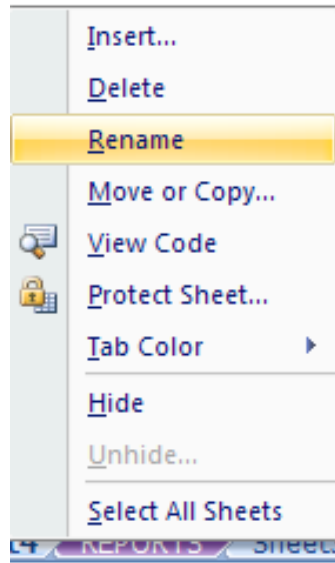 Insert...
Delete
Rename
Move or Copy...
View Code
Protect Sheet...
Tab Color
Hide
Unhide...
Select All Sheets
REPORTS